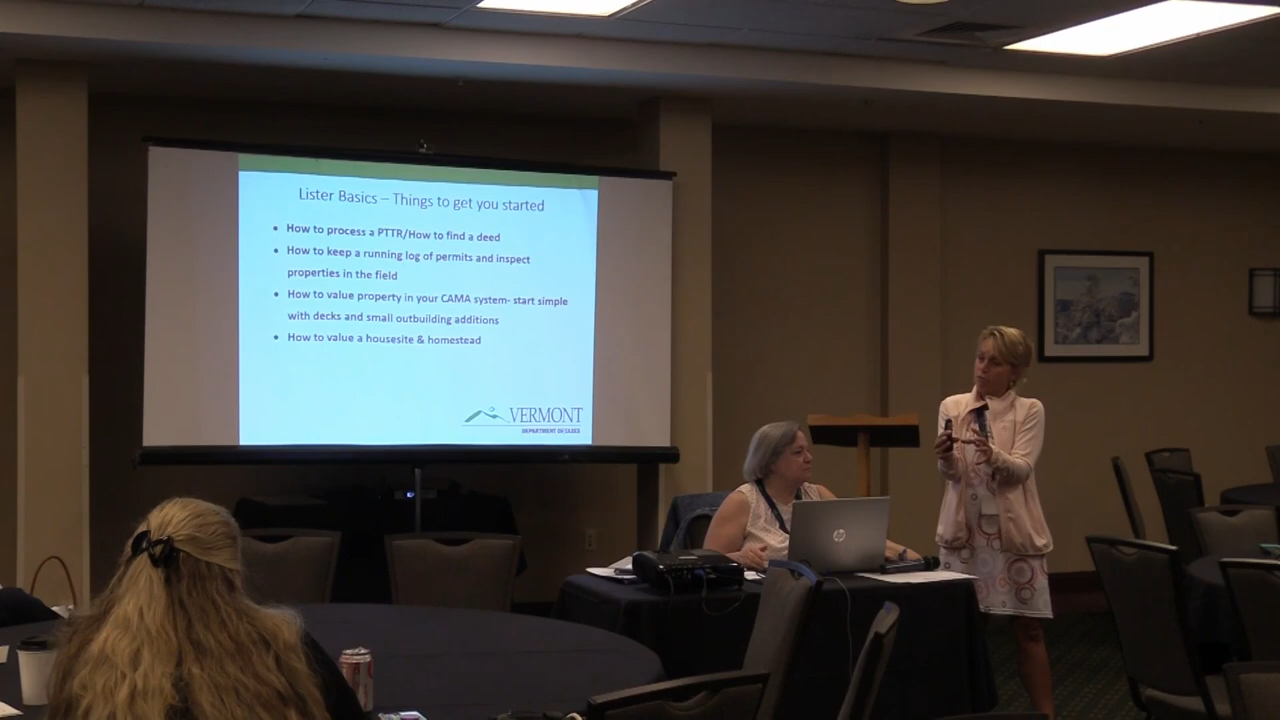 Lister Basics – Things to get you started
• How to process a PTTR/How to find a deed
• How to keep a running log of permits and inspect
properties in the field
• How to value property in your CAMA system- start simple
with decks and small outbuilding additions
• How to value a housesite & homestead
VERMONT
DEPARTMENT OF TAXES
hp